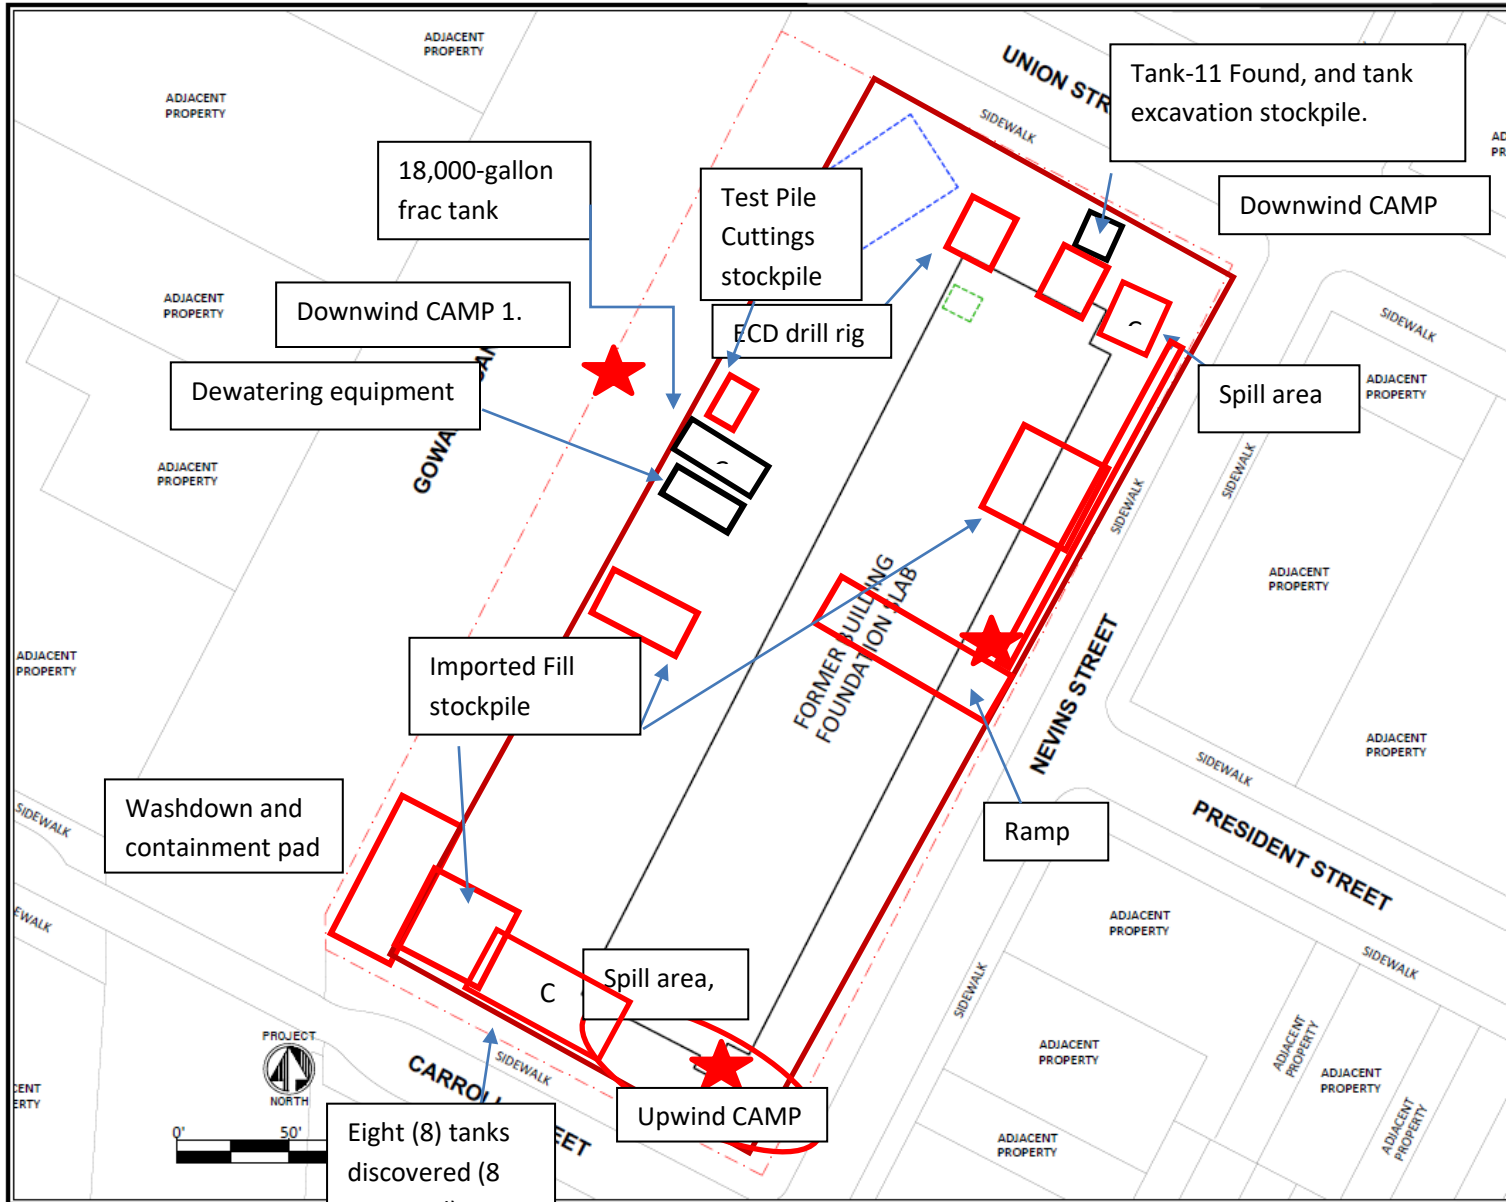 ADJACENT
PROPERTY
ADJACENT
PROPERTY
UNION STR
SIDEWALK
Tank-11 Found, and tank
excavation stockpile.
18,000-gallon
frac tank
Test Pile
Cuttings
stockpile
Downwind CAMP
ADJACENT
PROPERTY
Downwind CAMP 1.
ECD drill rig
SIDEWALK
Dewatering equipment
Spill area
ADJACENT
PROPERTY
GOWA
ADJACENT
PROPERTY
SIDEWALK
SIDEWALK
ADJACENT
PROPERTY
FORMER BUILDING
FOUNDATION SLAB
ADJACENT
PROPERTY
Imported Fill
stockpile
NEVINS STREET
ADJACENT
PROPERTY
SIDEWALK
Washdown and
containment pad
SIDEWALK
Ramp
PRESIDENT STREET
ADJACENT
PROPERTY
SIDEWALK
EWALK
Spill area,
C
SIDEWALK
PROJECT
NORTH
CARROL
EET
SIDEWALK
ADJACENT
PROPERTY
ADJACENT
PROPERTY
ADJACENT
PROPERTY
CENT
ERTY
Upwind CAMP
0'
50'
Eight (8) tanks
discovered (8
ADJACENT
PROPERTY
ADJACENT
PROPERTY